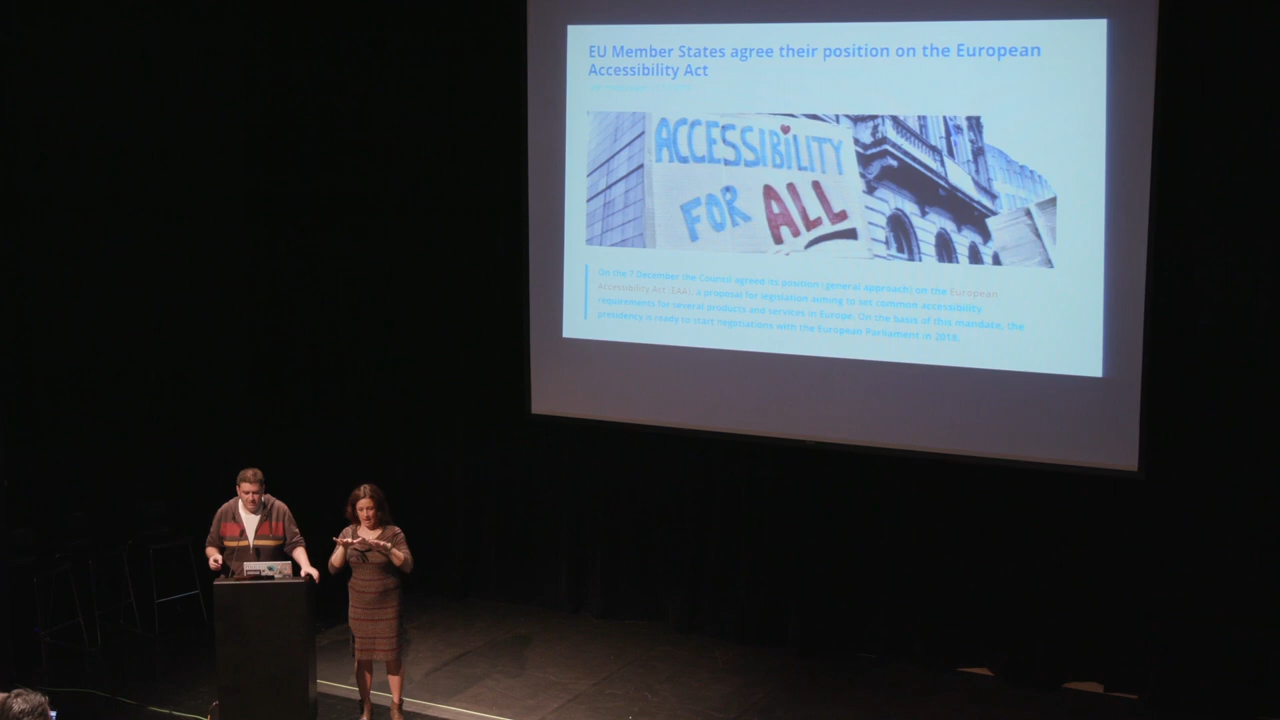 EU Member States agree their position on the European
Accessibility Act
ACCESSIBILITY
FOR ALL
On the 7 December the Council agreed its position (general approach) on the European
Accessibility Act (EAA), a proposal for legislation aiming to set common accessibility
requirements for several products and services in Europe. On the basis of this mandate, the
presidency is ready to start negotiations with the European Parliament in 2018.